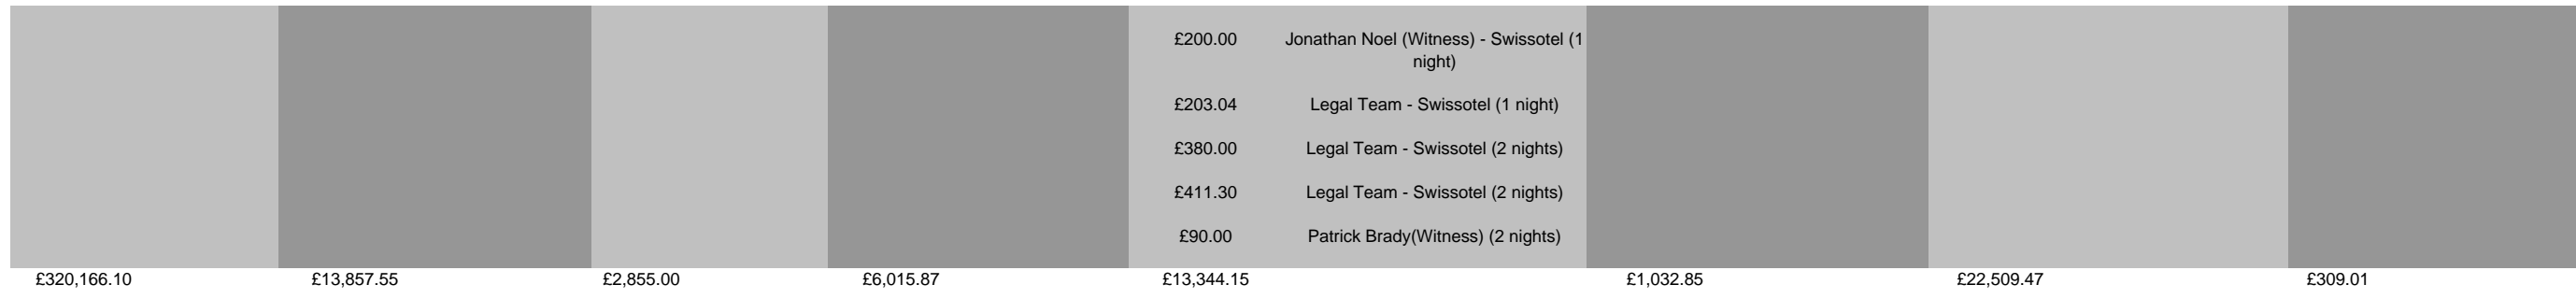 £200.00 Jonathan Noel (Witness) - Swissotel (1
night)
£203.04 Legal Team - Swissotel (1 night)
£380.00 Legal Team - Swissotel (2 nights)
£411.30 Legal Team - Swissotel (2 nights)
£90.00 Patrick Brady(Witness) (2 nights)
£320,166.10 £13,857.55 £2,855.00 £6,015.87 £13,344.15 £1,032.85 £22,509.47 £309.01